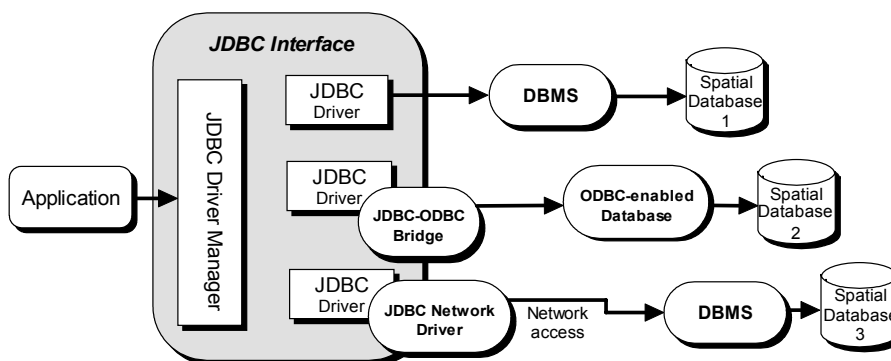 JDBC Interface
Application
JDBC Driver Manager
JDBC
Driver
DBMS
Spatial
Database
1
JDBC
Driver
JDBC-ODBC
Bridge
ODBC-enabled
Database
Spatial
Database
2
JDBC
Driver
JDBC Network
Driver
Network
access
DBMS
Spatial
Database
3